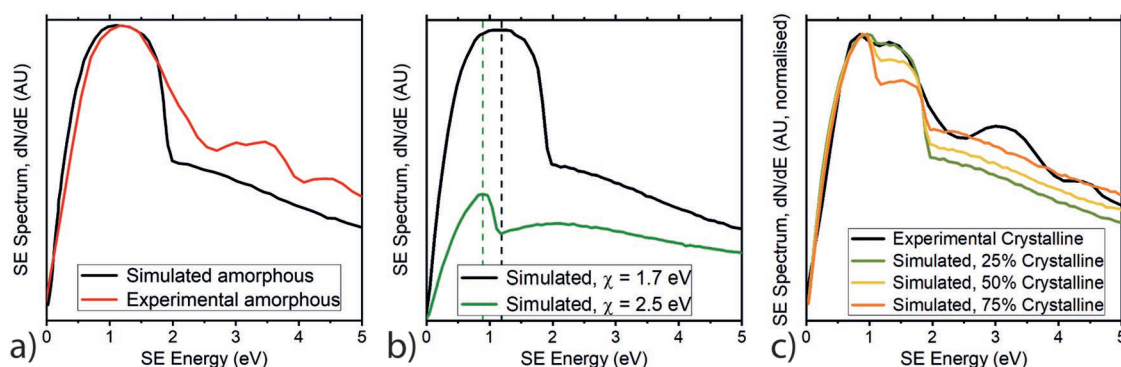 SE Spectrum, dN/dE (AU)
Simulated amorphous
Experimental amorphous
0 1 2 3 4 5
a) SE Energy (eV)
SE Spectrum, dN/dE (AU)
Simulated, χ = 1.7 eV
Simulated, χ = 2.5 eV
0 1 2 3 4 5
b) SE Energy (eV)
SE Spectrum, dN/dE (AU, normalised)
Experimental Crystalline
Simulated, 25% Crystalline
Simulated, 50% Crystalline
Simulated, 75% Crystalline
0 1 2 3 4 5
c) SE Energy (eV)